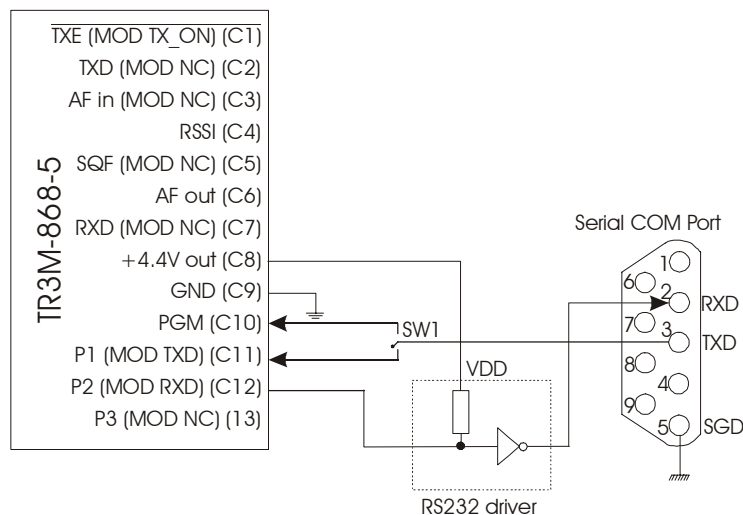 TXE (MOD TX_ON) (C1)
TXD (MOD NC) (C2)
AF in (MOD NC) (C3)
RSSI (C4)
SQF (MOD NC) (C5)
AF out (C6)
RXD (MOD NC) (C7)
+4.4V out (C8)
GND (C9)
PGM (C10)
P1 (MOD TXD) (C11)
P2 (MOD RXD) (C12)
P3 (MOD NC) (13)
TR3M-868-5
SW1
VDD
RS232 driver
Serial COM Port
1
6
2
RXD
7
3
TXD
8
4
9
5
SGD